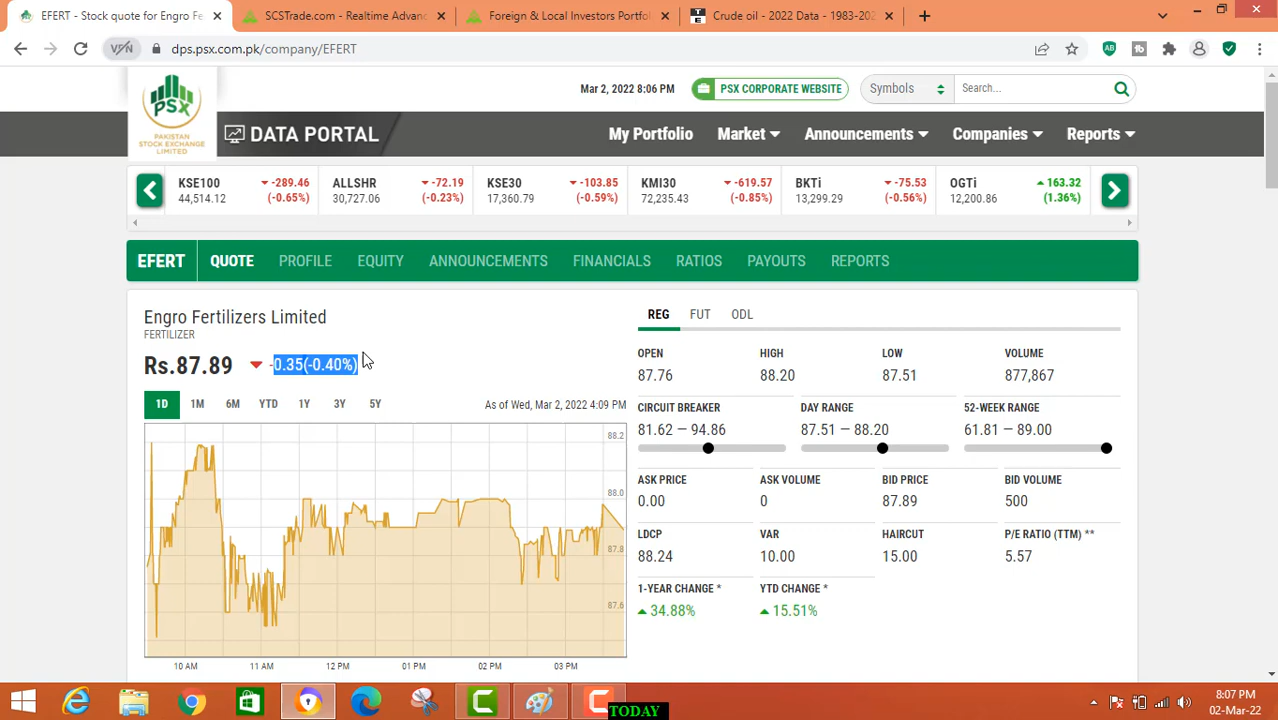 EFERT - Stock quote for Engro Fe
SCSTrade.com - Realtime Advanc
Foreign & Local Investors Portfol
Crude oil - 2022 Data - 1983-202
VPN
dps.psx.com.pk/company/EFERT
PSX
PAKISTAN
STOCK EXCHANGE
LIMITED
Mar 2, 2022 8:06 PM
PSX CORPORATE WEBSITE
Symbols
Search...
DATA PORTAL
My Portfolio Market Announcements Companies Reports
KSE100 -289.46
44,514.12 (-0.65%)
ALLSHR -72.19
30,727.06 (-0.23%)
KSE30 -103.85
17,360.79 (-0.59%)
KMI30 -619.57
72,235.43 (-0.85%)
BKTi -75.53
13,299.29 (-0.56%)
OGTi 163.32
12,200.86 (1.36%)
EFERT QUOTE PROFILE EQUITY ANNOUNCEMENTS FINANCIALS RATIOS PAYOUTS REPORTS
Engro Fertilizers Limited
FERTILIZER
Rs.87.89 -0.35(-0.40%)
1D 1M 6M YTD 1Y 3Y 5Y
As of Wed, Mar 2, 2022 4:09 PM
88.2
88.0
87.8
87.6
10 AM 11 AM 12 PM 01 PM 02 PM 03 PM
REG FUT ODL
OPEN HIGH LOW VOLUME
87.76 88.20 87.51 877,867
CIRCUIT BREAKER DAY RANGE 52-WEEK RANGE
81.62 — 94.86 87.51 — 88.20 61.81 — 89.00
ASK PRICE ASK VOLUME BID PRICE BID VOLUME
0.00 0 87.89 500
LDCP VAR HAIRCUT P/E RATIO (TTM) **
88.24 10.00 15.00 5.57
1-YEAR CHANGE * YTD CHANGE *
34.88% 15.51%
TODAY
8:07 PM
02-Mar-22